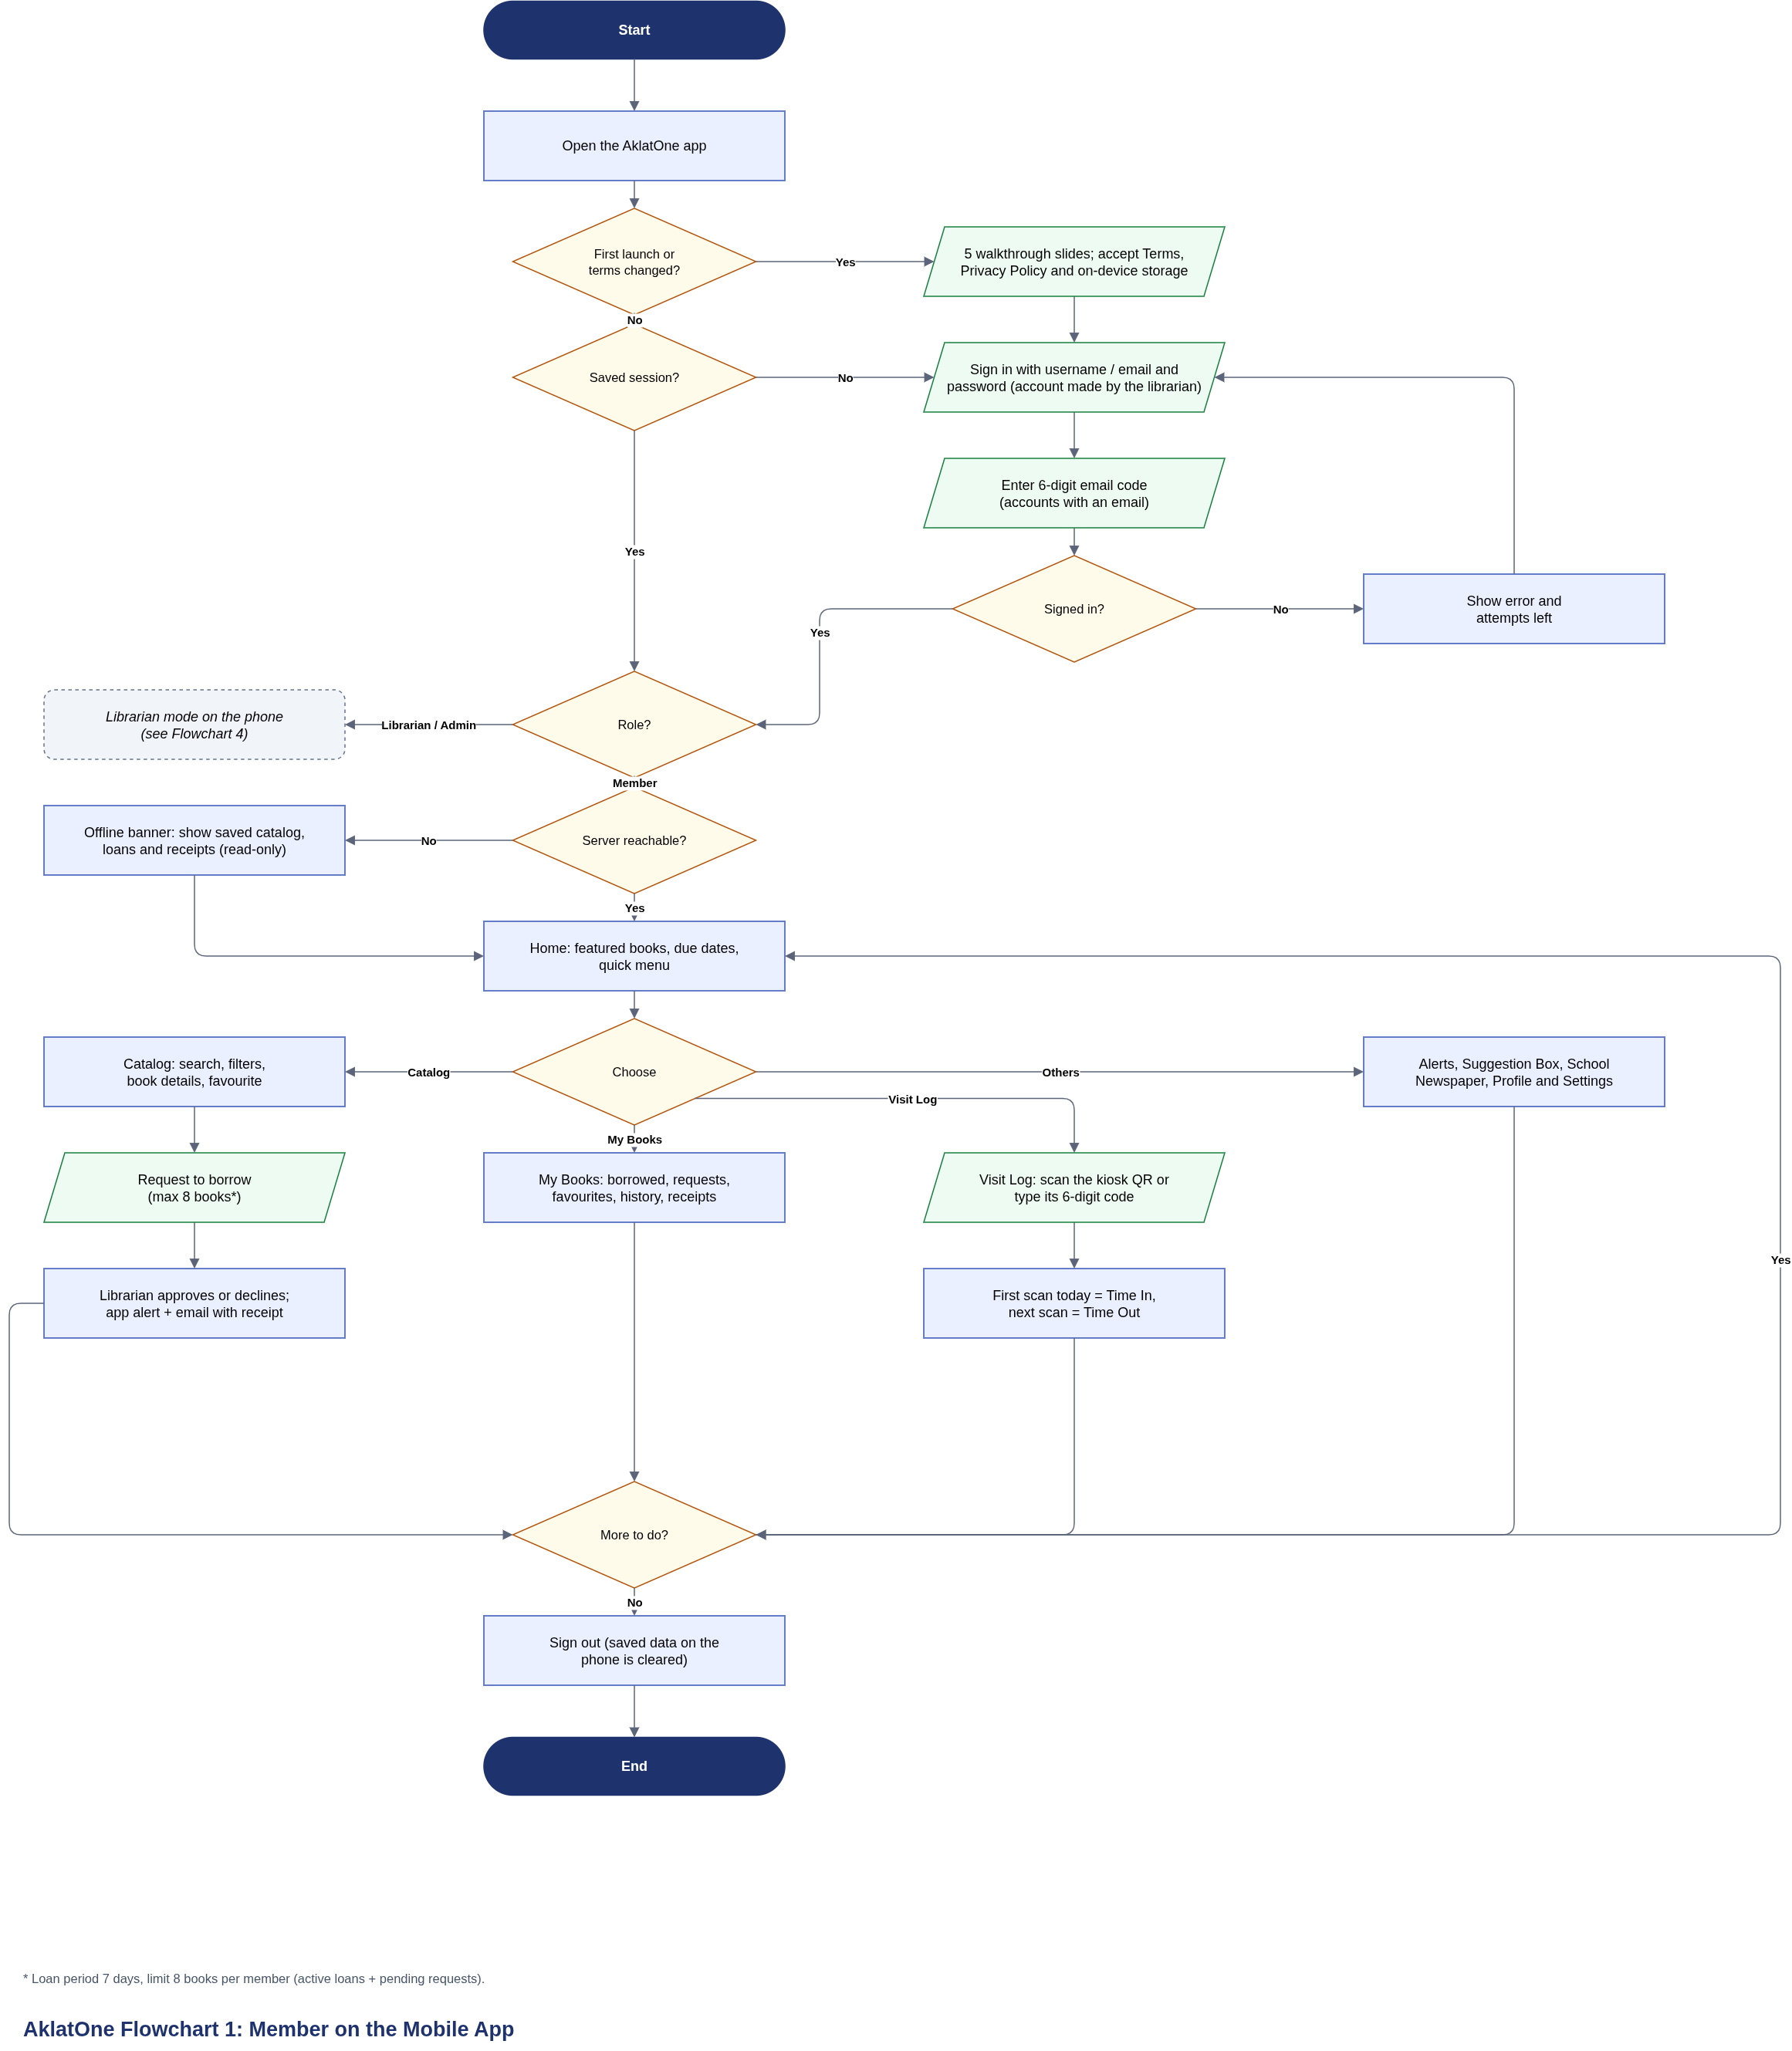 Start
Open the AklatOne app
First launch or
terms changed?
Yes
5 walkthrough slides; accept Terms,
Privacy Policy and on-device storage
No
Saved session?
No
Sign in with username / email and
password (account made by the librarian)
Enter 6-digit email code
(accounts with an email)
Yes
Signed in?
No
Show error and
attempts left
Yes
Librarian mode on the phone
(see Flowchart 4)
Librarian / Admin
Role?
Member
Offline banner: show saved catalog,
loans and receipts (read-only)
No
Server reachable?
Yes
Home: featured books, due dates,
quick menu
Catalog: search, filters,
book details, favourite
Catalog
Choose
Others
Alerts, Suggestion Box, School
Newspaper, Profile and Settings
Visit Log
My Books
Request to borrow
(max 8 books*)
My Books: borrowed, requests,
favourites, history, receipts
Visit Log: scan the kiosk QR or
type its 6-digit code
Yes
Librarian approves or declines;
app alert + email with receipt
First scan today = Time In,
next scan = Time Out
More to do?
No
Sign out (saved data on the
phone is cleared)
End
* Loan period 7 days, limit 8 books per member (active loans + pending requests).
AklatOne Flowchart 1: Member on the Mobile App